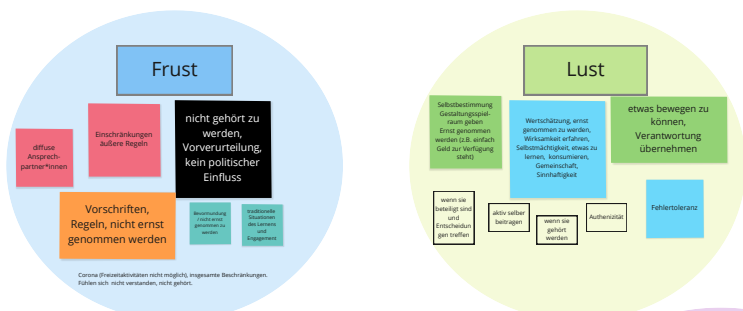 Frust
diffuse
Ansprech-
partner*innen
Einschränkungen
äußere Regeln
nicht gehört zu
werden,
Vorverurteilung,
kein politischer
Einfluss
Vorschriften,
Regeln, nicht ernst
genommen werden
Bevormundung
/ nicht ernst
genommen zu
werden
traditionelle
Situationen
des Lernens
und
Engagement
Corona (Freizeitaktivitäten nicht möglich), insgesamte Beschränkungen.
Fühlen sich nicht verstanden, nicht gehört.
Lust
Selbstbestimmung
Gestaltungsspiel-
raum geben
Ernst genommen
werden (z.B. einfach
Geld zur Verfügung
steht)
Wertschätzung, ernst
genommen zu werden,
Wirksamkeit erfahren,
Selbstmächtigkeit, etwas zu
lernen, konsumieren,
Gemeinschaft,
Sinnhaftigkeit
etwas bewegen zu
können,
Verantwortung
übernehmen
wenn sie
beteiligt sind
und
Entscheidun
gen treffen
aktiv selber
beitragen
wenn sie
gehört
werden
Authenizität
Fehlertoleranz